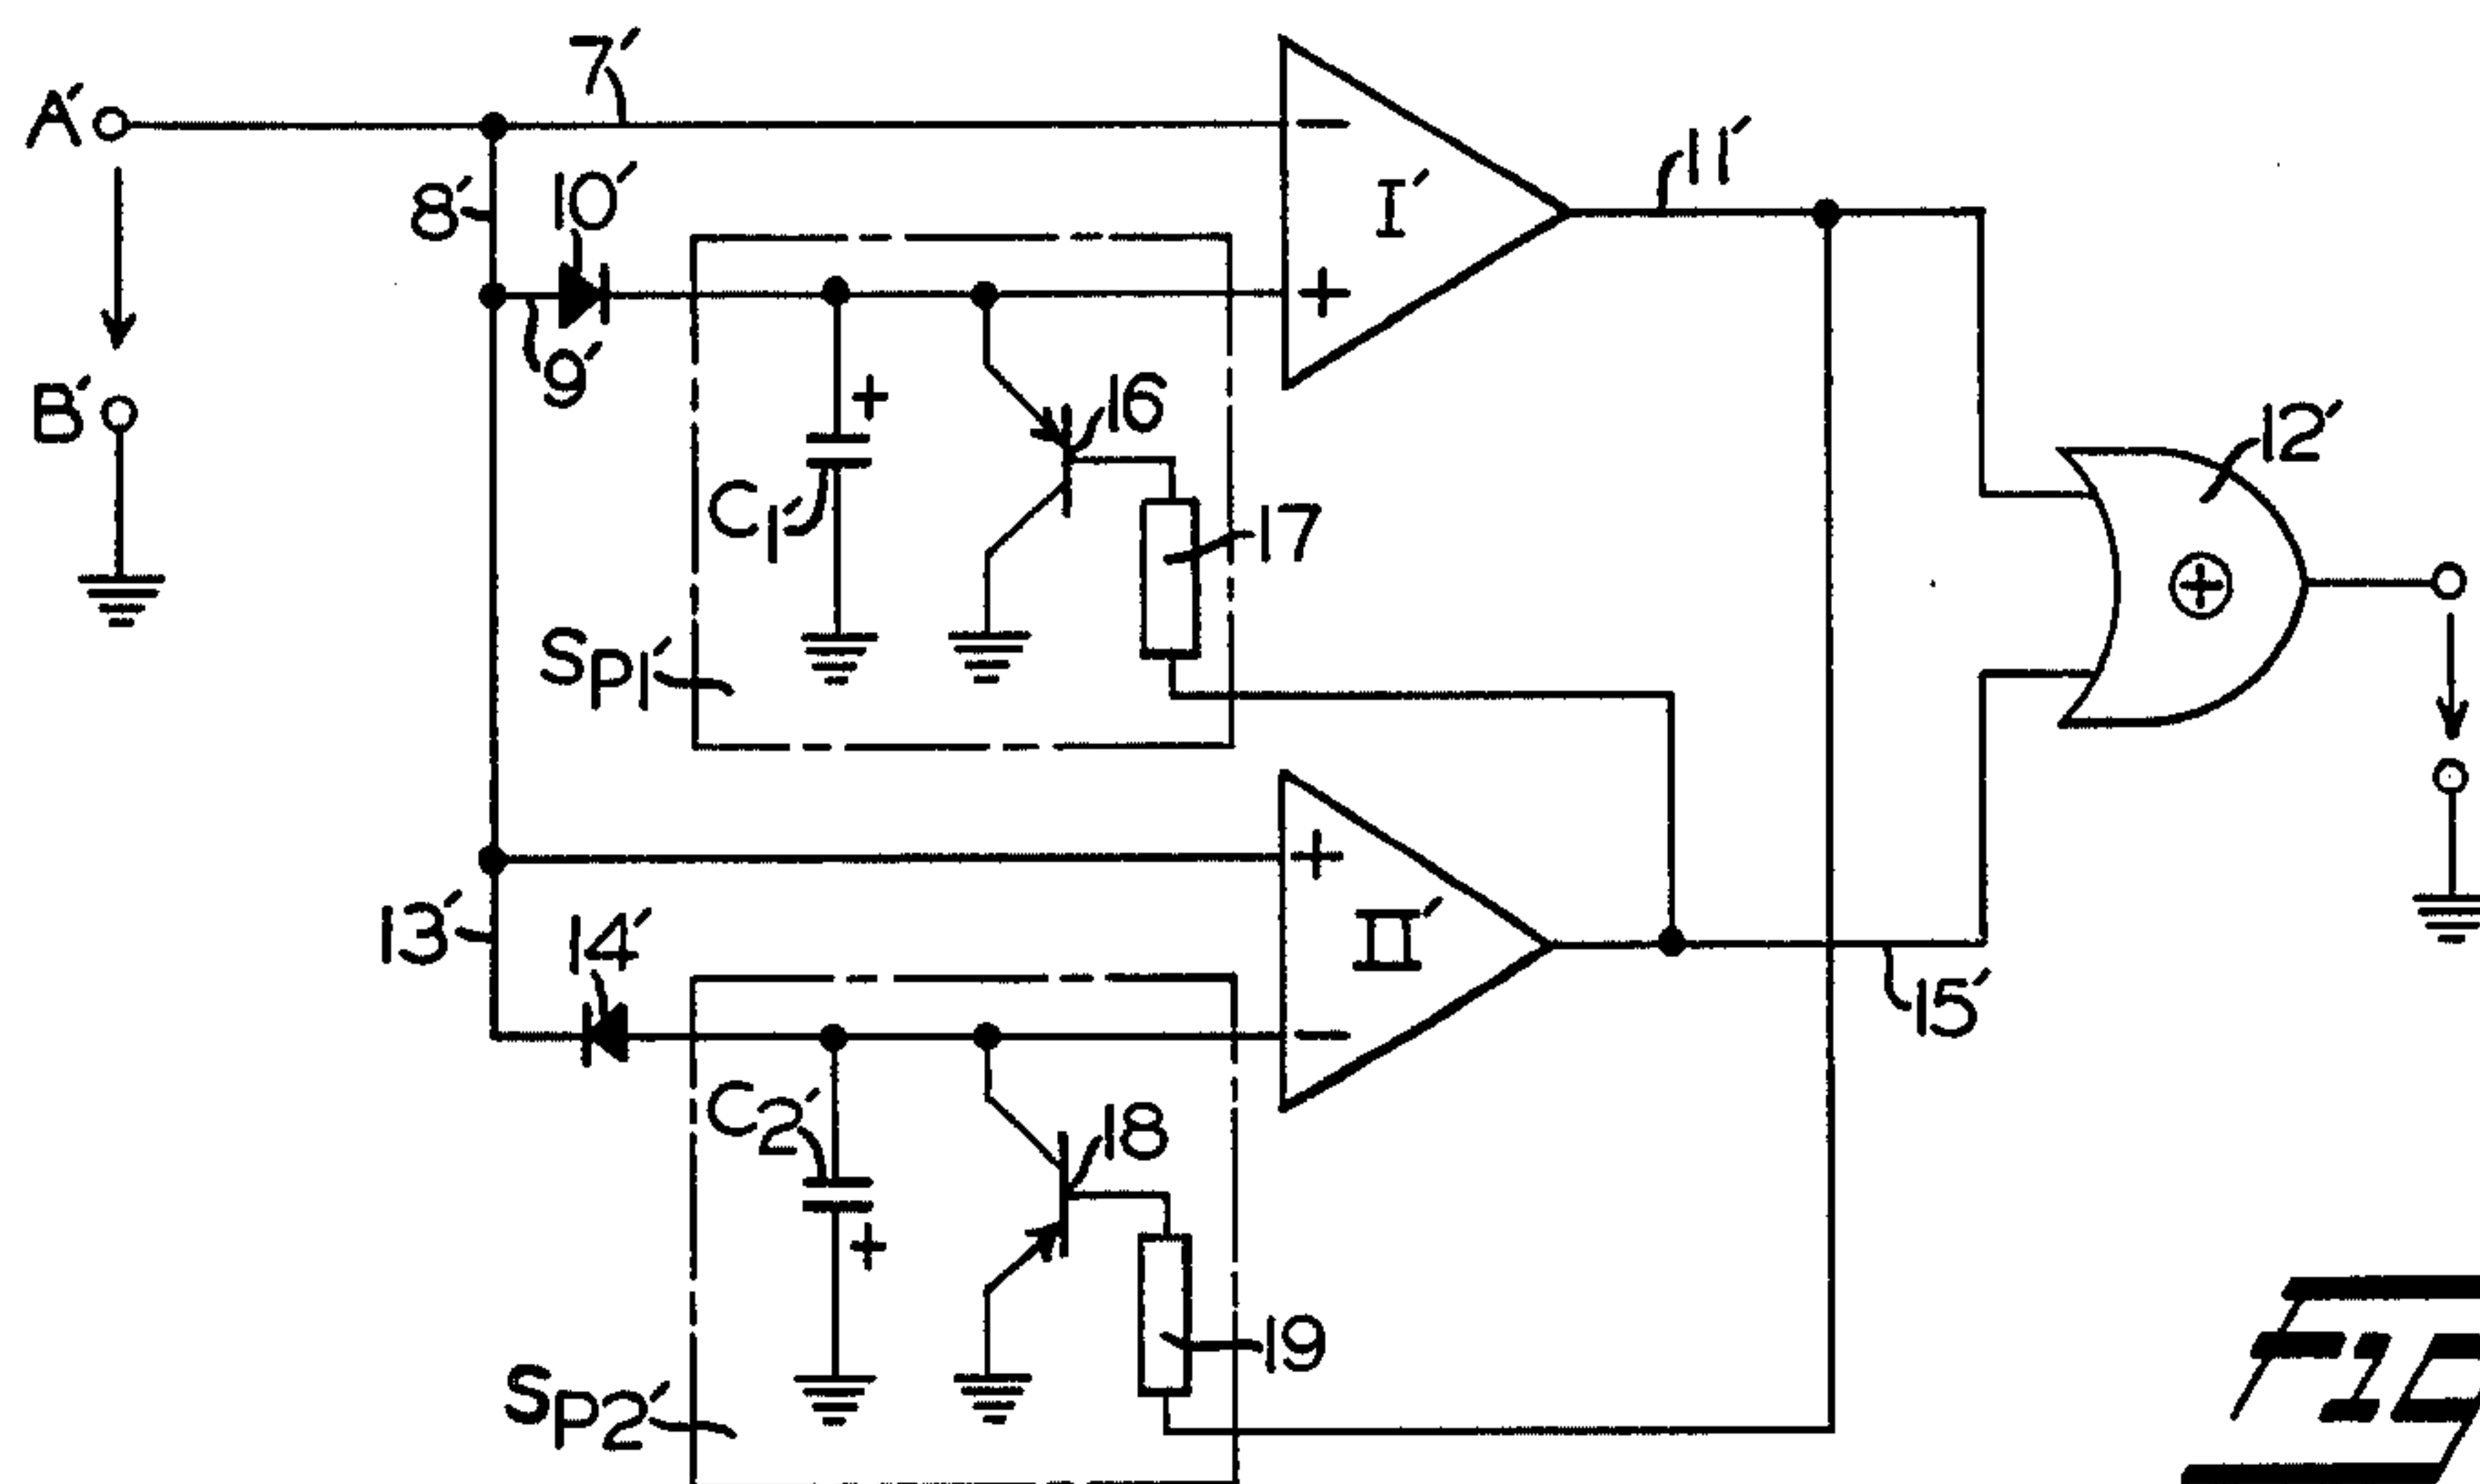 7′
A′
11′
8′
10′
I′
−
+
9′
B′
+
16
12′
C1′
17
⊕
SP1′
+
II′
−
13′
14′
15′
C2′
18
+
19
SP2′